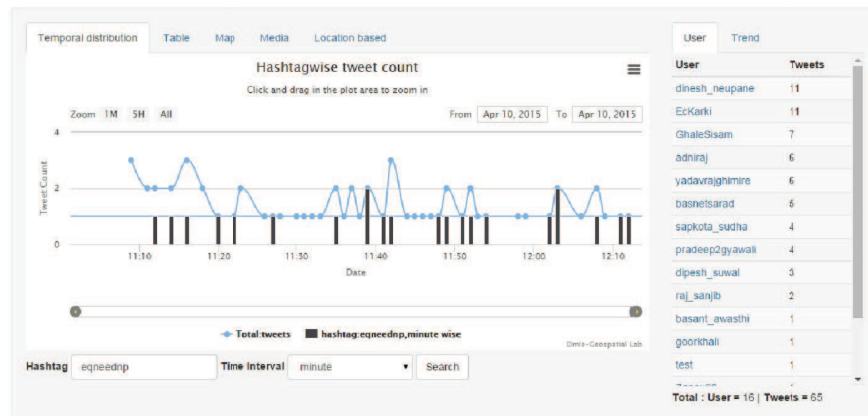 Temporal distribution Table Map Media Location based
Hashtagwise tweet count
Click and drag in the plot area to zoom in
Zoom 1M 5H All From Apr 10, 2015 To Apr 10, 2015
Tweet Count
4
2
0
11:10 11:20 11:30 11:40 11:50 12:00 12:10
Date
Total:tweets hashtag:eqneednp,minute wise
Dmis-Geospatial Lab
Hashtag eqneednp Time Interval minute Search
User Trend
User Tweets
dinesh_neupane 11
EcKarki 11
GhaleSisam 7
adniraj 6
yadavrajghimire 6
basnetsarad 6
sapkota_sudha 4
pradeep2gyawali 4
dipesh_suwal 3
raj_sanjib 2
basant_awasthi 1
goorkhali 1
test 1
Total : User = 16 | Tweets = 65